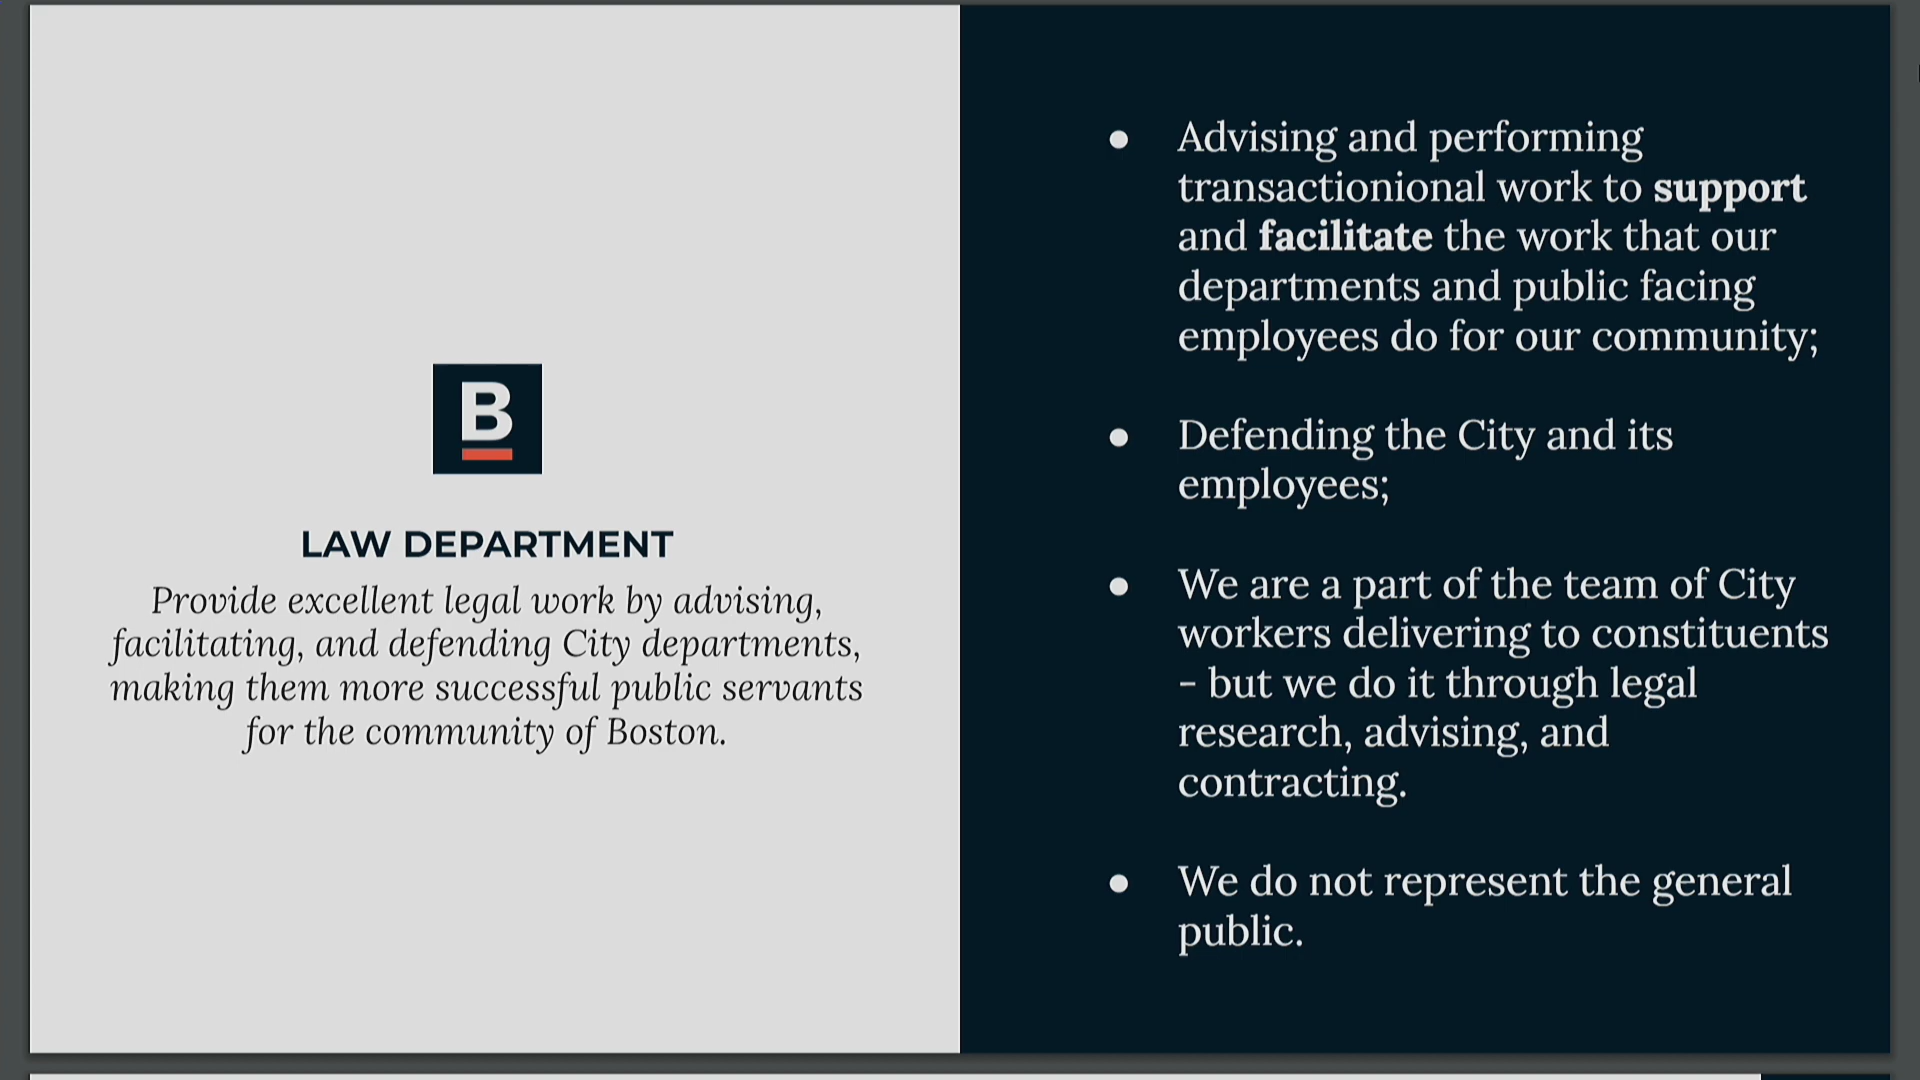 B
LAW DEPARTMENT
Provide excellent legal work by advising,
facilitating, and defending City departments,
making them more successful public servants
for the community of Boston.
● Advising and performing
transactionional work to support
and facilitate the work that our
departments and public facing
employees do for our community;
● Defending the City and its
employees;
● We are a part of the team of City
workers delivering to constituents
- but we do it through legal
research, advising, and
contracting.
● We do not represent the general
public.